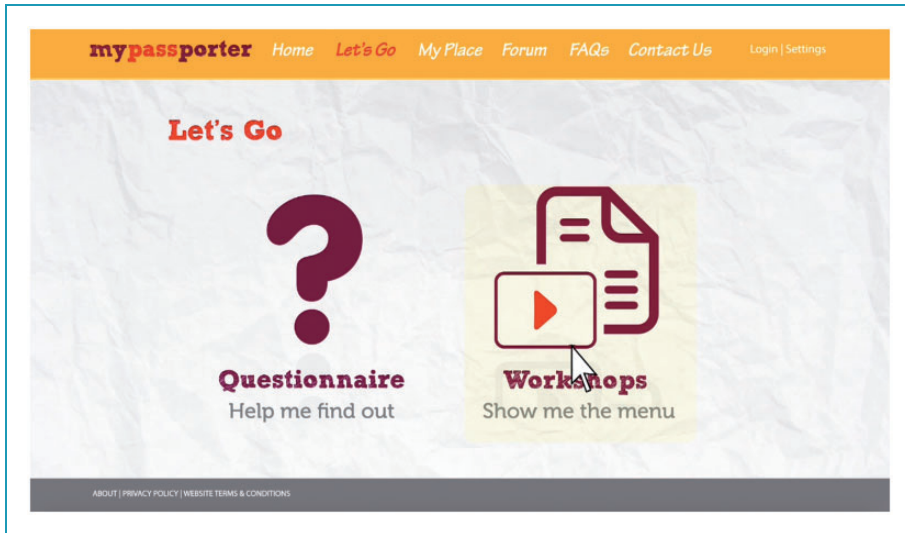 mypassporter Home Let's Go My Place Forum FAQs Contact Us Login | Settings
Let's Go
Questionnaire
Help me find out
Workshops
Show me the menu
ABOUT | PRIVACY POLICY | WEBSITE TERMS & CONDITIONS